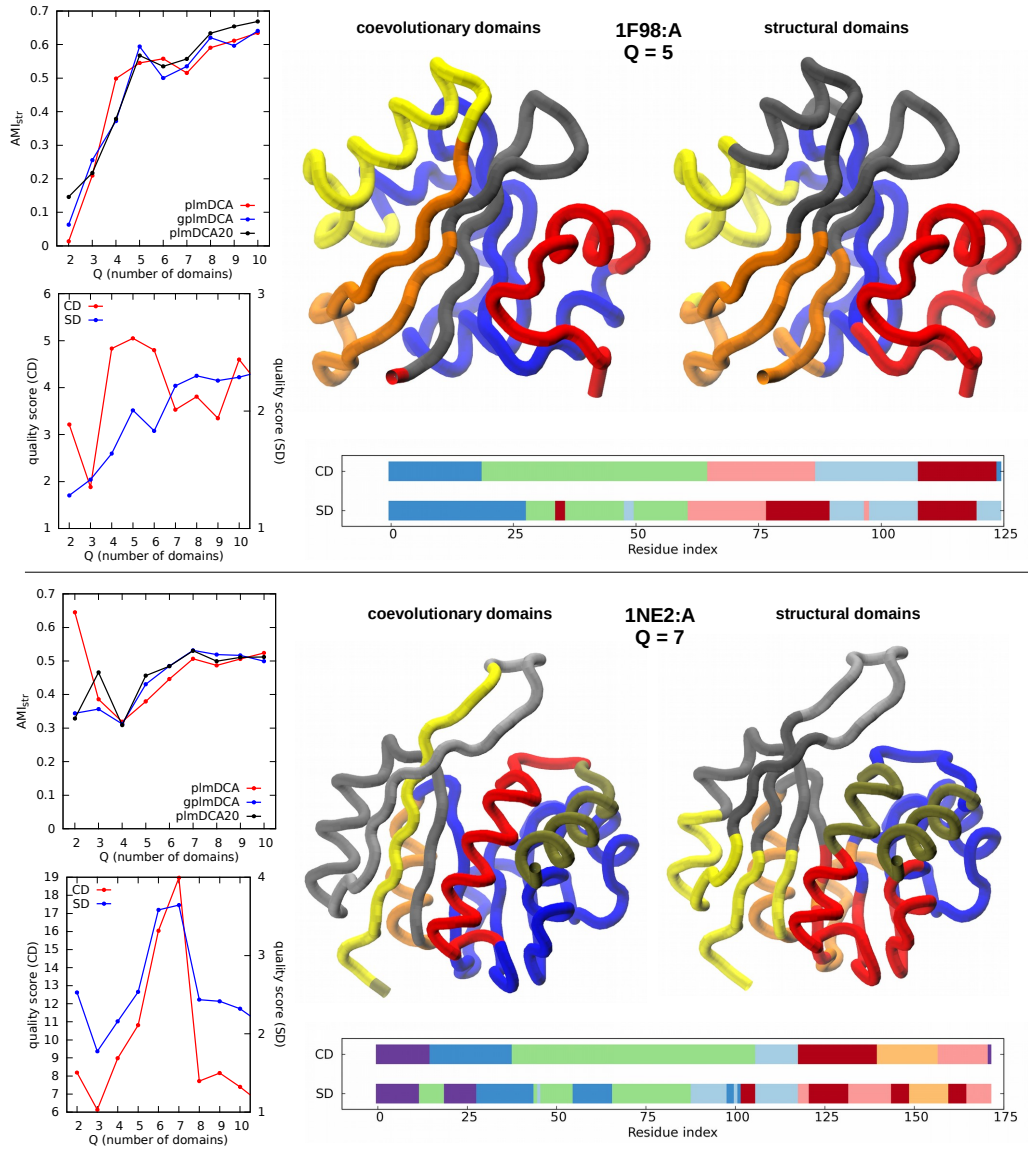 coevolutionary domains
1F98:A
Q = 5
structural domains
0.7
0.6
0.5
0.4
0.3
0.2
0.1
0
AMIstr
plmDCA
gplmDCA
plmDCA20
2 3 4 5 6 7 8 9 10
Q (number of domains)
6
5
4
3
2
1
quality score (CD)
CD
SD
3
2
1
quality score (SD)
2 3 4 5 6 7 8 9 10
Q (number of domains)
CD
SD
0 25 50 75 100 125
Residue index
coevolutionary domains
1NE2:A
Q = 7
structural domains
0.7
0.6
0.5
0.4
0.3
0.2
0.1
0
AMIstr
plmDCA
gplmDCA
plmDCA20
2 3 4 5 6 7 8 9 10
Q (number of domains)
19
18
17
16
15
14
13
12
11
10
9
8
7
6
quality score (CD)
CD
SD
4
3
2
1
quality score (SD)
2 3 4 5 6 7 8 9 10
Q (number of domains)
CD
SD
0 25 50 75 100 125 150 175
Residue index